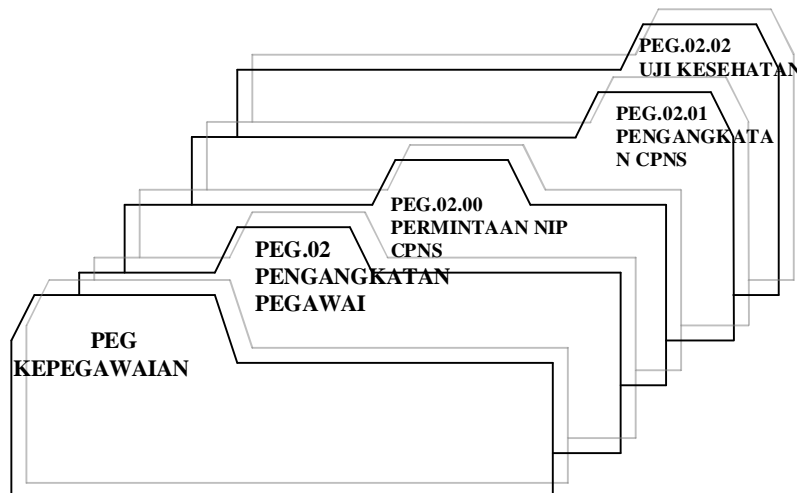 PEG.02.02
UJI KESEHATAN
PEG.02.01
PENGANGKATA
N CPNS
PEG.02.00
PERMINTAAN NIP
CPNS
PEG.02
PENGANGKATAN
PEGAWAI
PEG
KEPEGAWAIAN